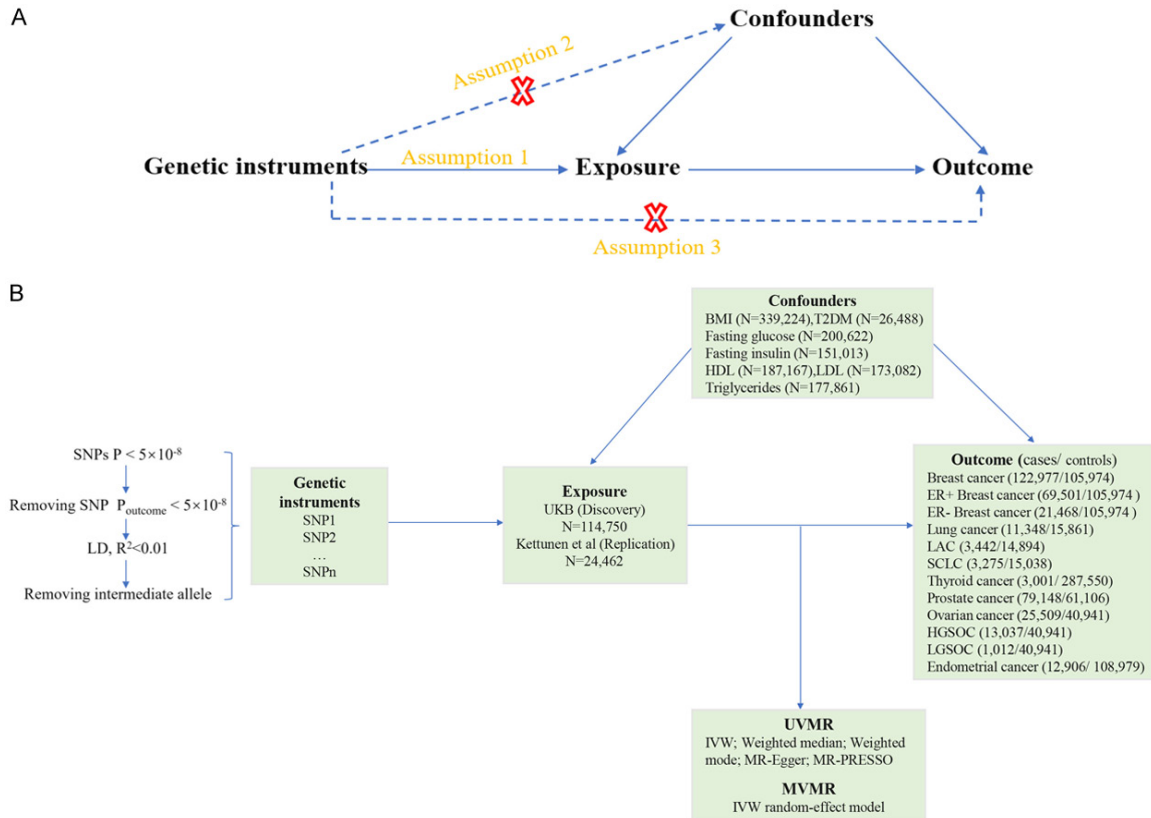 A
Confounders
Assumption 2
Genetic instruments
Assumption 1
Exposure
Outcome
Assumption 3
B
Confounders
BMI (N=339,224),T2DM (N=26,488)
Fasting glucose (N=200,622)
Fasting insulin (N=151,013)
HDL (N=187,167),LDL (N=173,082)
Triglycerides (N=177,861)
SNPs P < 5×10-8
Removing SNP Poutcome < 5×10-8
LD, R2<0.01
Removing intermediate allele
Genetic
instruments
SNP1
SNP2
…
SNPn
Exposure
UKB (Discovery)
N=114,750
Kettunen et al (Replication)
N=24,462
Outcome (cases/ controls)
Breast cancer (122,977/105,974)
ER+ Breast cancer (69,501/105,974 )
ER- Breast cancer (21,468/105,974 )
Lung cancer (11,348/15,861)
LAC (3,442/14,894)
SCLC (3,275/15,038)
Thyroid cancer (3,001/ 287,550)
Prostate cancer (79,148/61,106)
Ovarian cancer (25,509/40,941)
HGSOC (13,037/40,941)
LGSOC (1,012/40,941)
Endometrial cancer (12,906/ 108,979)
UVMR
IVW; Weighted median; Weighted
mode; MR-Egger; MR-PRESSO
MVMR
IVW random-effect model